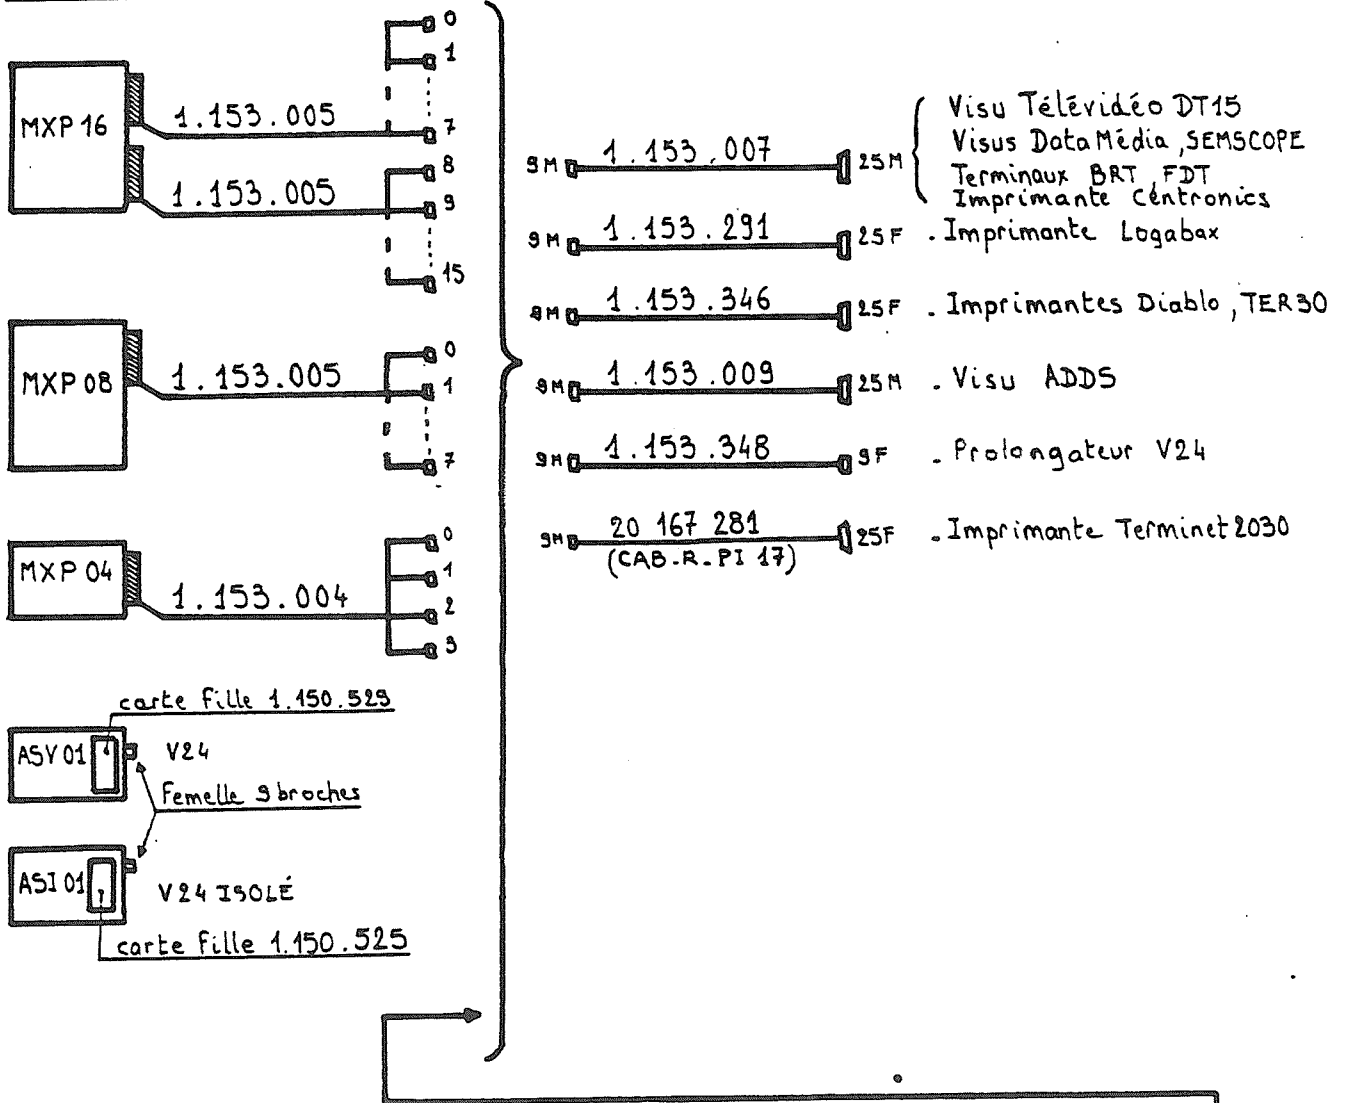 MXP 16
1.153.005
1.153.005
0
1
7
8
9
15
MXP 08
1.153.005
0
1
7
MXP 04
1.153.004
0
1
2
3
carte fille 1.150.529
ASV 01
V24
Femelle 9 broches
ASI 01
V24 ISOLÉ
carte fille 1.150.525
9M 1.153.007 25M
Visu Télévidéo DT15
Visus Data Média, SEMSCOPE
Terminaux BRT, FDT
Imprimante Centronics
9M 1.153.291 25F . Imprimante Logabax
9M 1.153.346 25F . Imprimantes Diablo, TER30
9M 1.153.009 25M . Visu ADDS
9M 1.153.348 9F . Prolongateur V24
9M 20 167 281 25F . Imprimante Terminet 2030
(CAB-R-PI 17)